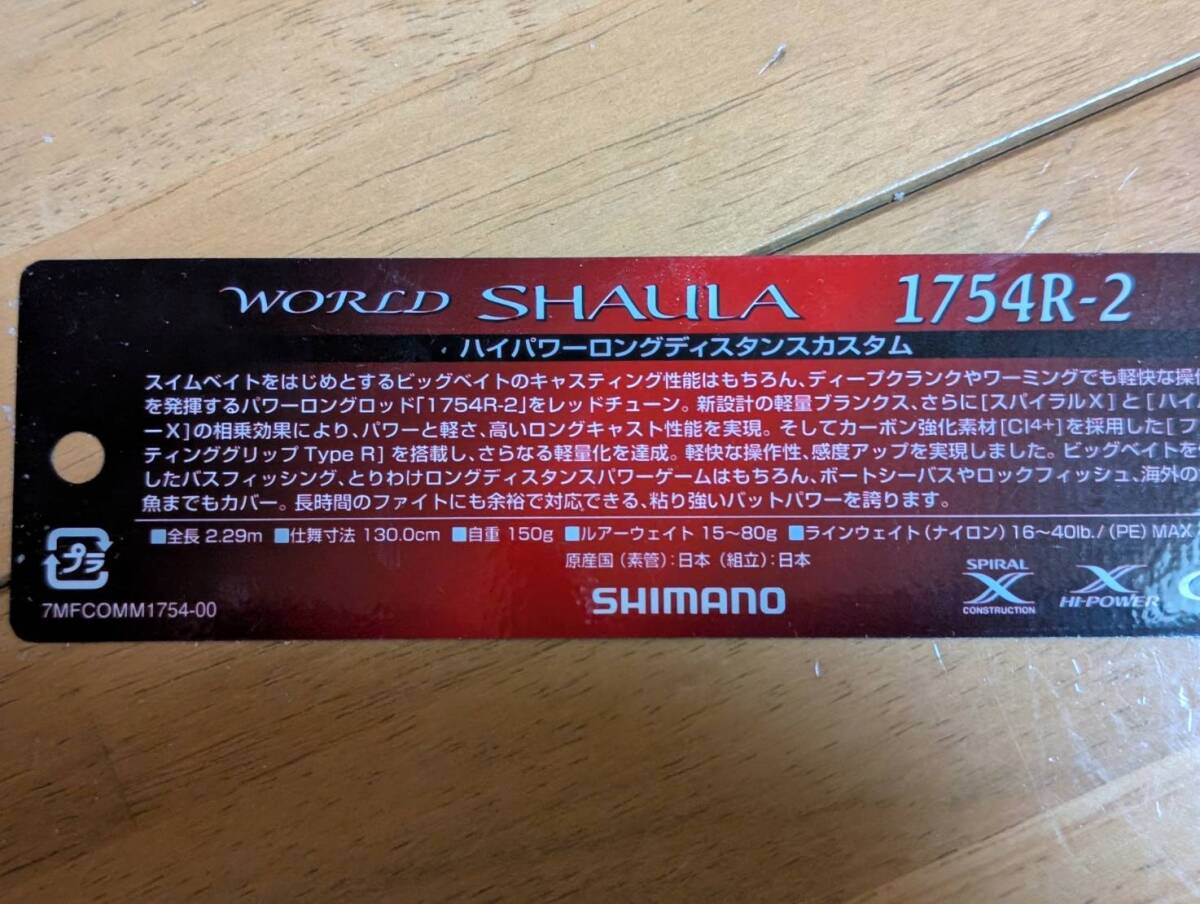 WORLD SHAULA 1754R-2
ハイパワーロングディスタンスカスタム
スイムベイトをはじめとするビッグベイトのキャスティング性能はもちろん、ディープクランクやワーミングでも軽快な操作
を発揮するパワーロングロッド「1754R-2」をレッドチューン。新設計の軽量ブランクス、さらに[スパイラルX]と[ハイ
ーX]の相乗効果により、パワーと軽さ、高いロングキャスト性能を実現。そしてカーボン強化素材[CI4+]を採用した[フ
ティンググリップ Type R]を搭載し、さらなる軽量化を達成。軽快な操作性、感度アップを実現しました。ビッグベイトを
したバスフィッシング、とりわけロングディスタンスパワーゲームはもちろん、ボートシーバスやロックフィッシュ、海外の
魚までもカバー。長時間のファイトにも余裕で対応できる、粘り強いバットパワーを誇ります。
■全長 2.29m ■仕舞寸法 130.0cm ■自重 150g ■ルアーウェイト 15〜80g ■ラインウェイト(ナイロン)16〜40lb./(PE)MAX
原産国(素管):日本(組立):日本
プラ
7MFCOMM1754-00
SHIMANO
SPIRAL X CONSTRUCTION
X HI-POWER